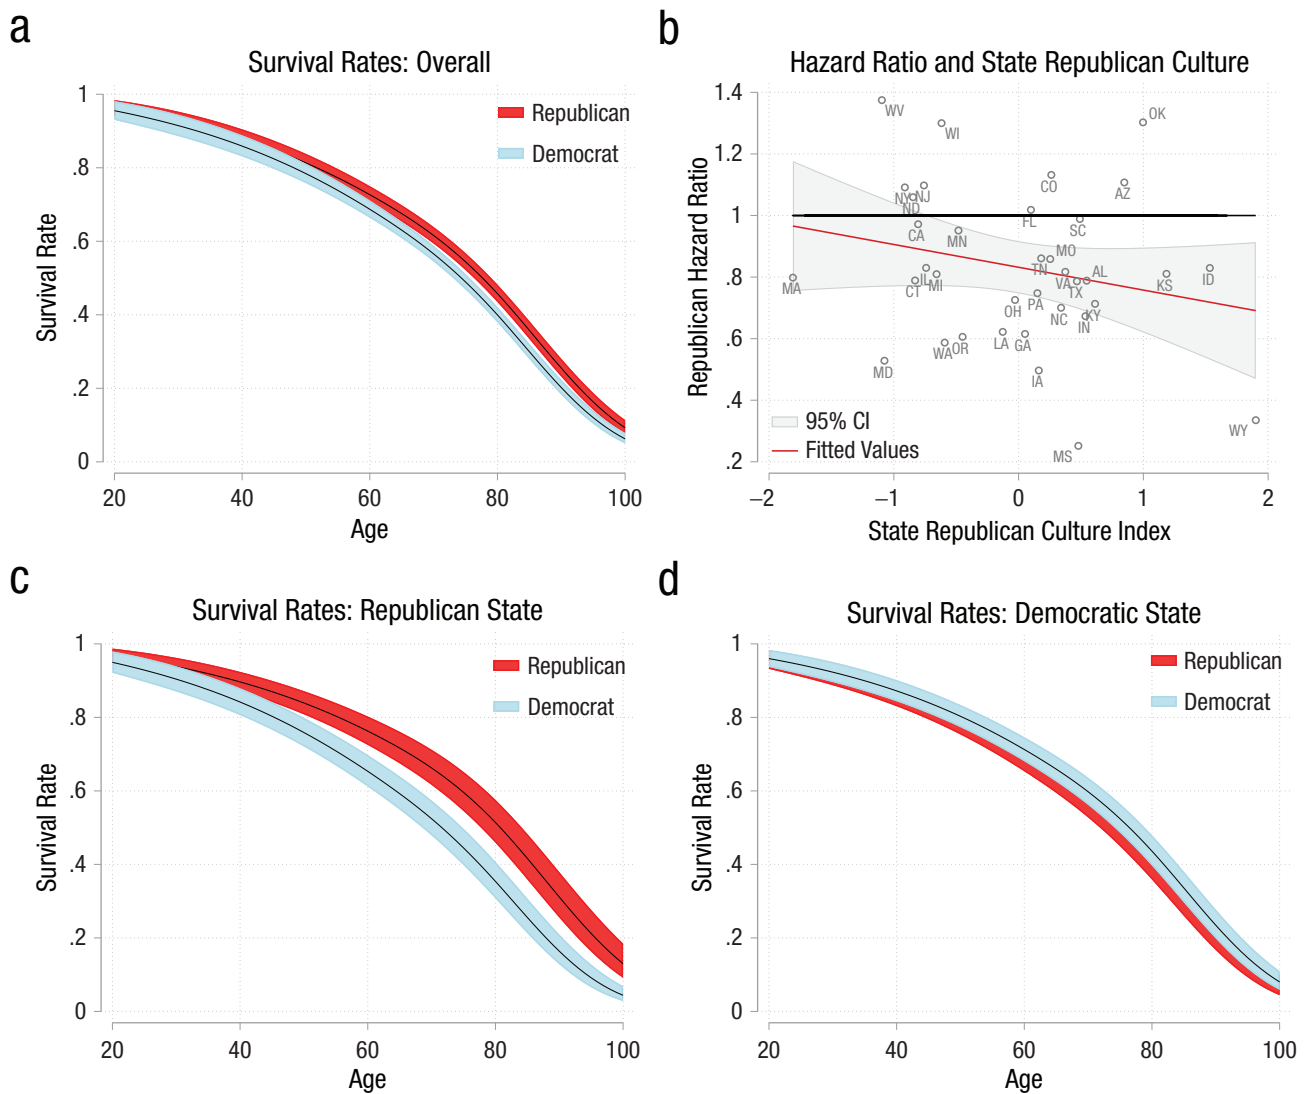 a
Survival Rates: Overall
1
.8
.6
.4
.2
0
Survival Rate
Republican
Democrat
20 40 60 80 100
Age
b
Hazard Ratio and State Republican Culture
1.4
1.2
1
.8
.6
.4
.2
Republican Hazard Ratio
WV
WI
OK
CO
AZ
NY
NJ
ND
FL
SC
CA
MN
MO
TN
MA
CT
IL
MI
VA
AL
TX
KS
ID
PA
OH
NC
KY
IN
WA
OR
LA
GA
MD
IA
WY
MS
95% CI
Fitted Values
–2 –1 0 1 2
State Republican Culture Index
c
Survival Rates: Republican State
1
.8
.6
.4
.2
0
Survival Rate
Republican
Democrat
20 40 60 80 100
Age
d
Survival Rates: Democratic State
1
.8
.6
.4
.2
0
Survival Rate
Republican
Democrat
20 40 60 80 100
Age